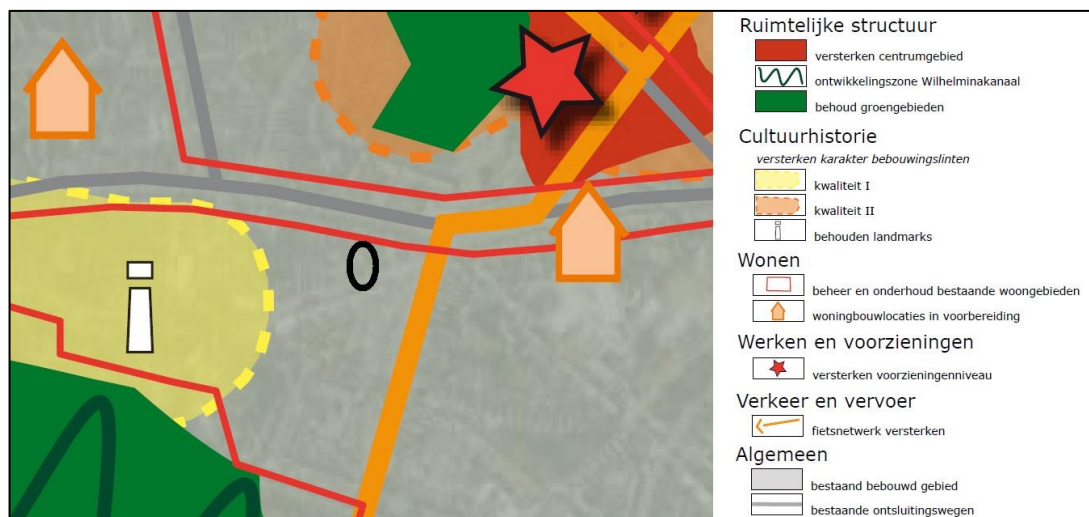 Ruimtelijke structuur
versterken centrumgebied
ontwikkelingszone Wilhelminakanaal
behoud groengebieden
Cultuurhistorie
versterken karakter bebouwingslinten
kwaliteit I
kwaliteit II
behouden landmarks
Wonen
beheer en onderhoud bestaande woongebieden
woningbouwlocaties in voorbereiding
Werken en voorzieningen
versterken voorzieningenniveau
Verkeer en vervoer
fietsnetwerk versterken
Algemeen
bestaand bebouwd gebied
bestaande ontsluitingswegen